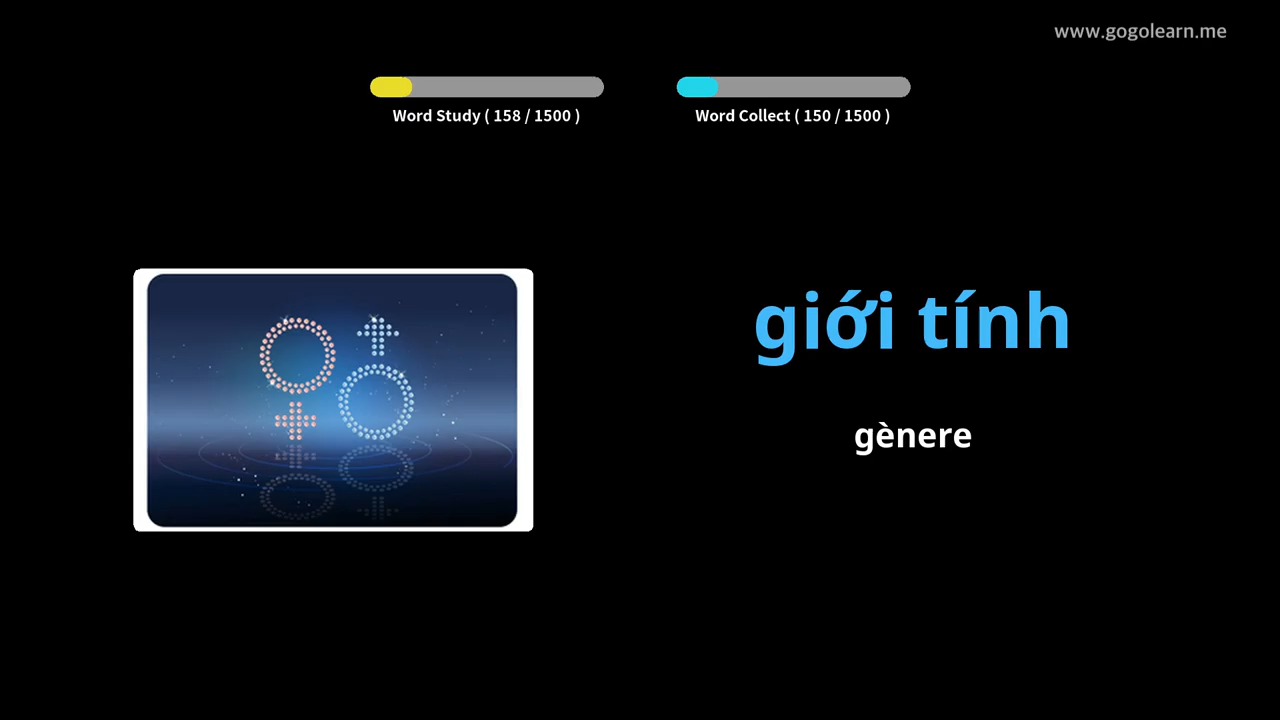 www.gogolearn.me
Word Study ( 158 / 1500 )
Word Collect ( 150 / 1500 )
giới tính
gènere